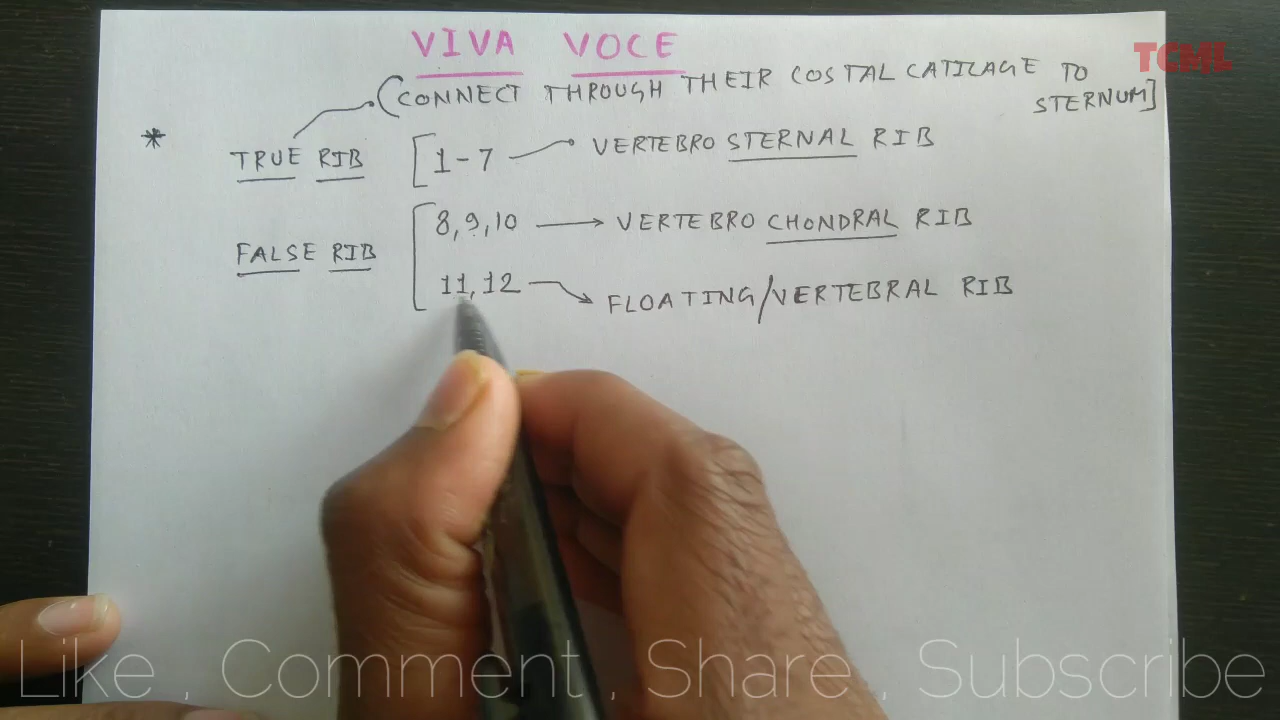 VIVA VOCE
TCML
(CONNECT THROUGH THEIR COSTAL CATILAGE TO
STERNUM]
* TRUE RIB [1-7 VERTEBRO STERNAL RIB
8,9,10 → VERTEBRO CHONDRAL RIB
FALSE RIB
11,12 → FLOATING/VERTEBRAL RIB
Like , Comment , Share , Subscribe